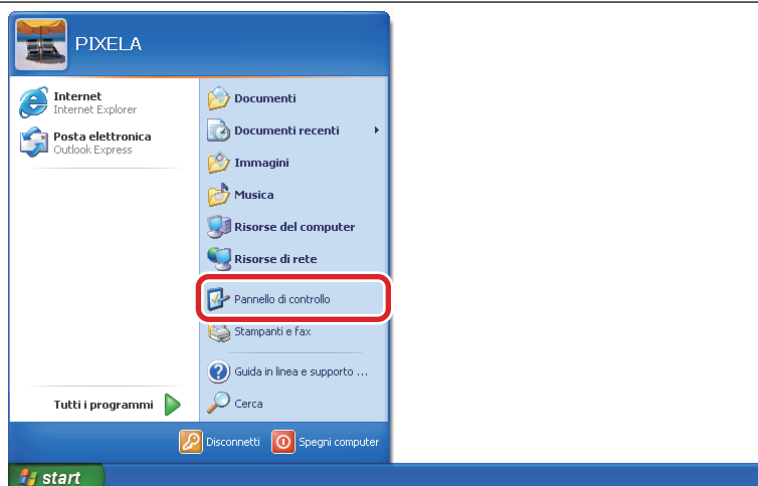 PIXELA
Internet
Internet Explorer
Posta elettronica
Outlook Express
Tutti i programmi
Documenti
Documenti recenti
Immagini
Musica
Risorse del computer
Risorse di rete
Pannello di controllo
Stampanti e fax
Guida in linea e supporto ...
Cerca
Disconnetti
Spegni computer
start